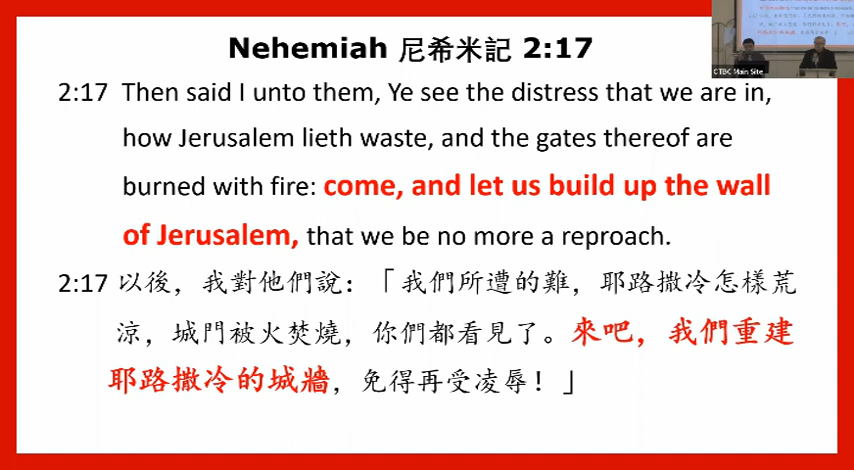 Nehemiah 尼希米記 2:17
2:17 Then said I unto them, Ye see the distress that we are in,
how Jerusalem lieth waste, and the gates thereof are
burned with fire: come, and let us build up the wall
of Jerusalem, that we be no more a reproach.
2:17 以後，我對他們說：「我們所遭的難，耶路撒冷怎樣荒
涼，城門被火焚燒，你們都看見了。來吧，我們重建
耶路撒冷的城牆，免得再受凌辱！」
CTBC Main Site